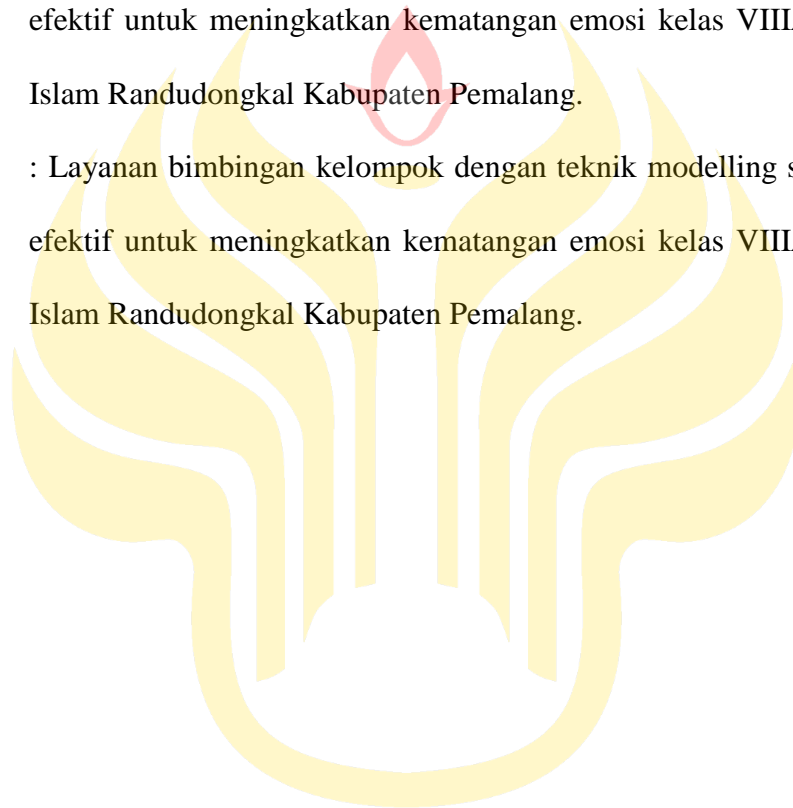 efektif untuk meningkatkan kematangan emosi kelas VIII
Islam Randudongkal Kabupaten Pemalang.
: Layanan bimbingan kelompok dengan teknik modelling
efektif untuk meningkatkan kematangan emosi kelas VIII
Islam Randudongkal Kabupaten Pemalang.